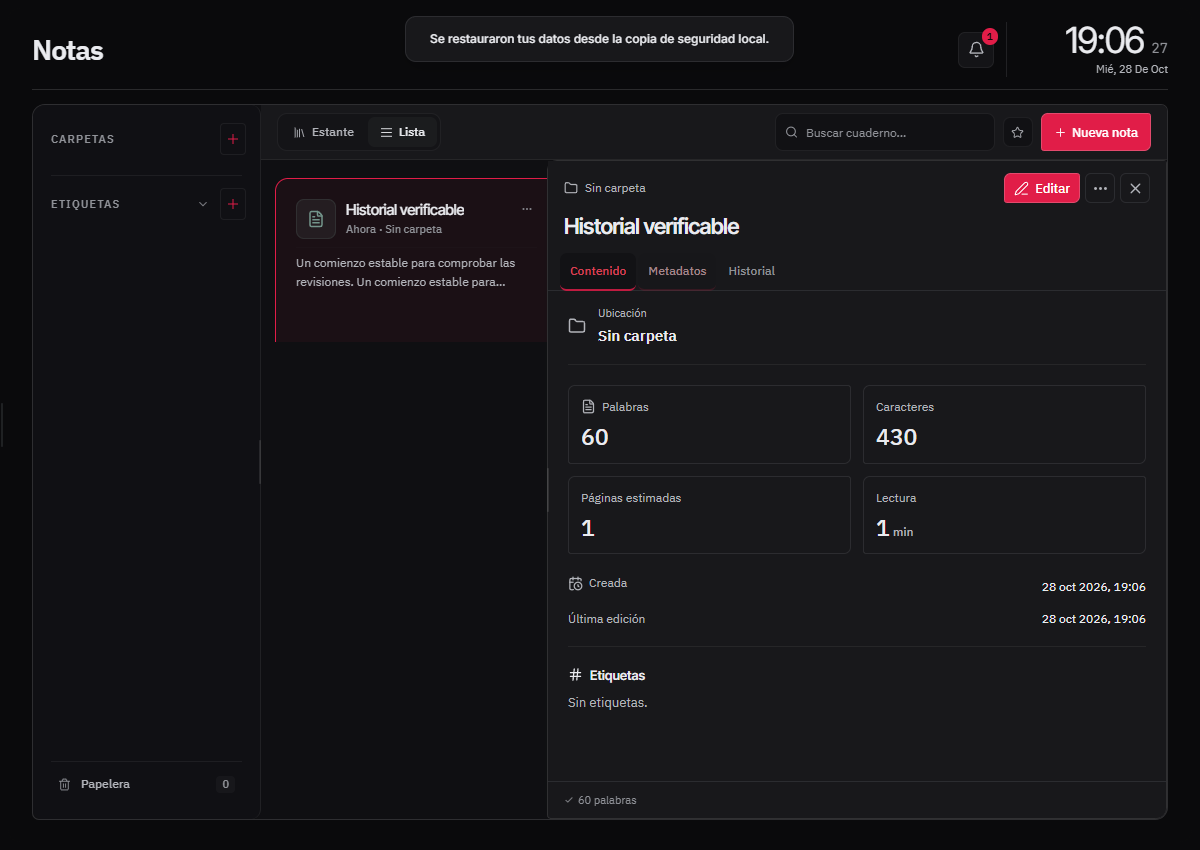 Notas
Se restauraron tus datos desde la copia de seguridad local.
1
19:06 27
Mié, 28 De Oct
CARPETAS
ETIQUETAS
Papelera 0
Estante
Lista
Buscar cuaderno...
Nueva nota
Historial verificable
Ahora · Sin carpeta
Un comienzo estable para comprobar las
revisiones. Un comienzo estable para...
Sin carpeta
Editar
Historial verificable
Contenido
Metadatos
Historial
Ubicación
Sin carpeta
Palabras
60
Caracteres
430
Páginas estimadas
1
Lectura
1 min
Creada
28 oct 2026, 19:06
Última edición
28 oct 2026, 19:06
Etiquetas
Sin etiquetas.
60 palabras